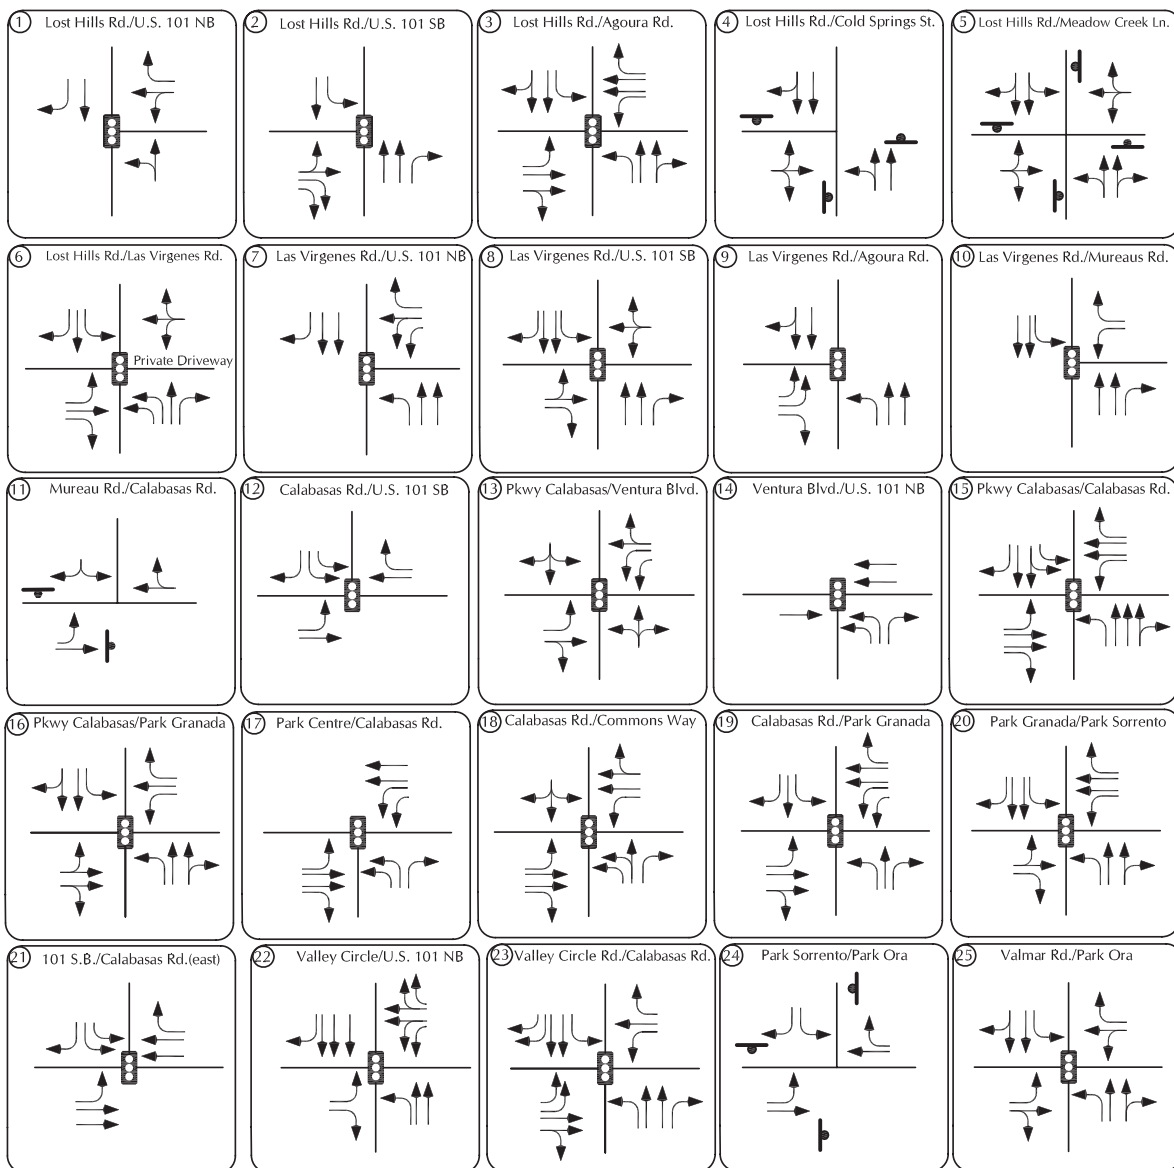 1 Lost Hills Rd./U.S. 101 NB
2 Lost Hills Rd./U.S. 101 SB
3 Lost Hills Rd./Agoura Rd.
4 Lost Hills Rd./Cold Springs St.
5 Lost Hills Rd./Meadow Creek Ln.
6 Lost Hills Rd./Las Virgenes Rd.
Private Driveway
7 Las Virgenes Rd./U.S. 101 NB
8 Las Virgenes Rd./U.S. 101 SB
9 Las Virgenes Rd./Agoura Rd.
10 Las Virgenes Rd./Mureaus Rd.
11 Mureau Rd./Calabasas Rd.
12 Calabasas Rd./U.S. 101 SB
13 Pkwy Calabasas/Ventura Blvd.
14 Ventura Blvd./U.S. 101 NB
15 Pkwy Calabasas/Calabasas Rd.
16 Pkwy Calabasas/Park Granada
17 Park Centre/Calabasas Rd.
18 Calabasas Rd./Commons Way
19 Calabasas Rd./Park Granada
20 Park Granada/Park Sorrento
21 101 S.B./Calabasas Rd.(east)
22 Valley Circle/U.S. 101 NB
23 Valley Circle Rd./Calabasas Rd.
24 Park Sorrento/Park Ora
25 Valmar Rd./Park Ora